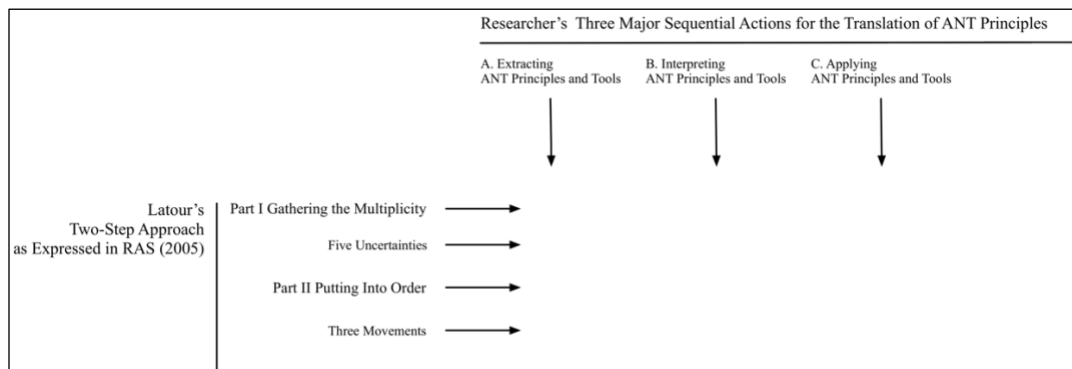 Researcher's Three Major Sequential Actions for the Translation of ANT Principles
A. Extracting
ANT Principles and Tools
B. Interpreting
ANT Principles and Tools
C. Applying
ANT Principles and Tools
Latour's
Two-Step Approach
as Expressed in RAS (2005)
Part I Gathering the Multiplicity
Five Uncertainties
Part II Putting Into Order
Three Movements